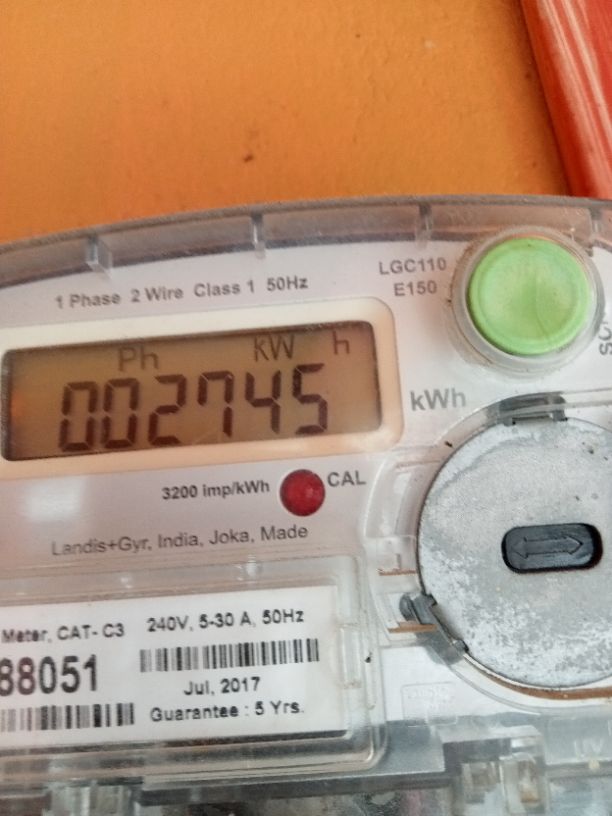 LGC110
E150
1 Phase 2 Wire Class 1 50Hz
Ph kW h
002745
kWh
3200 imp/kWh CAL
Landis+Gyr, India, Joka, Made
Meter, CAT- C3
240V, 5-30 A, 50Hz
88051
Jul, 2017
Guarantee : 5 Yrs.